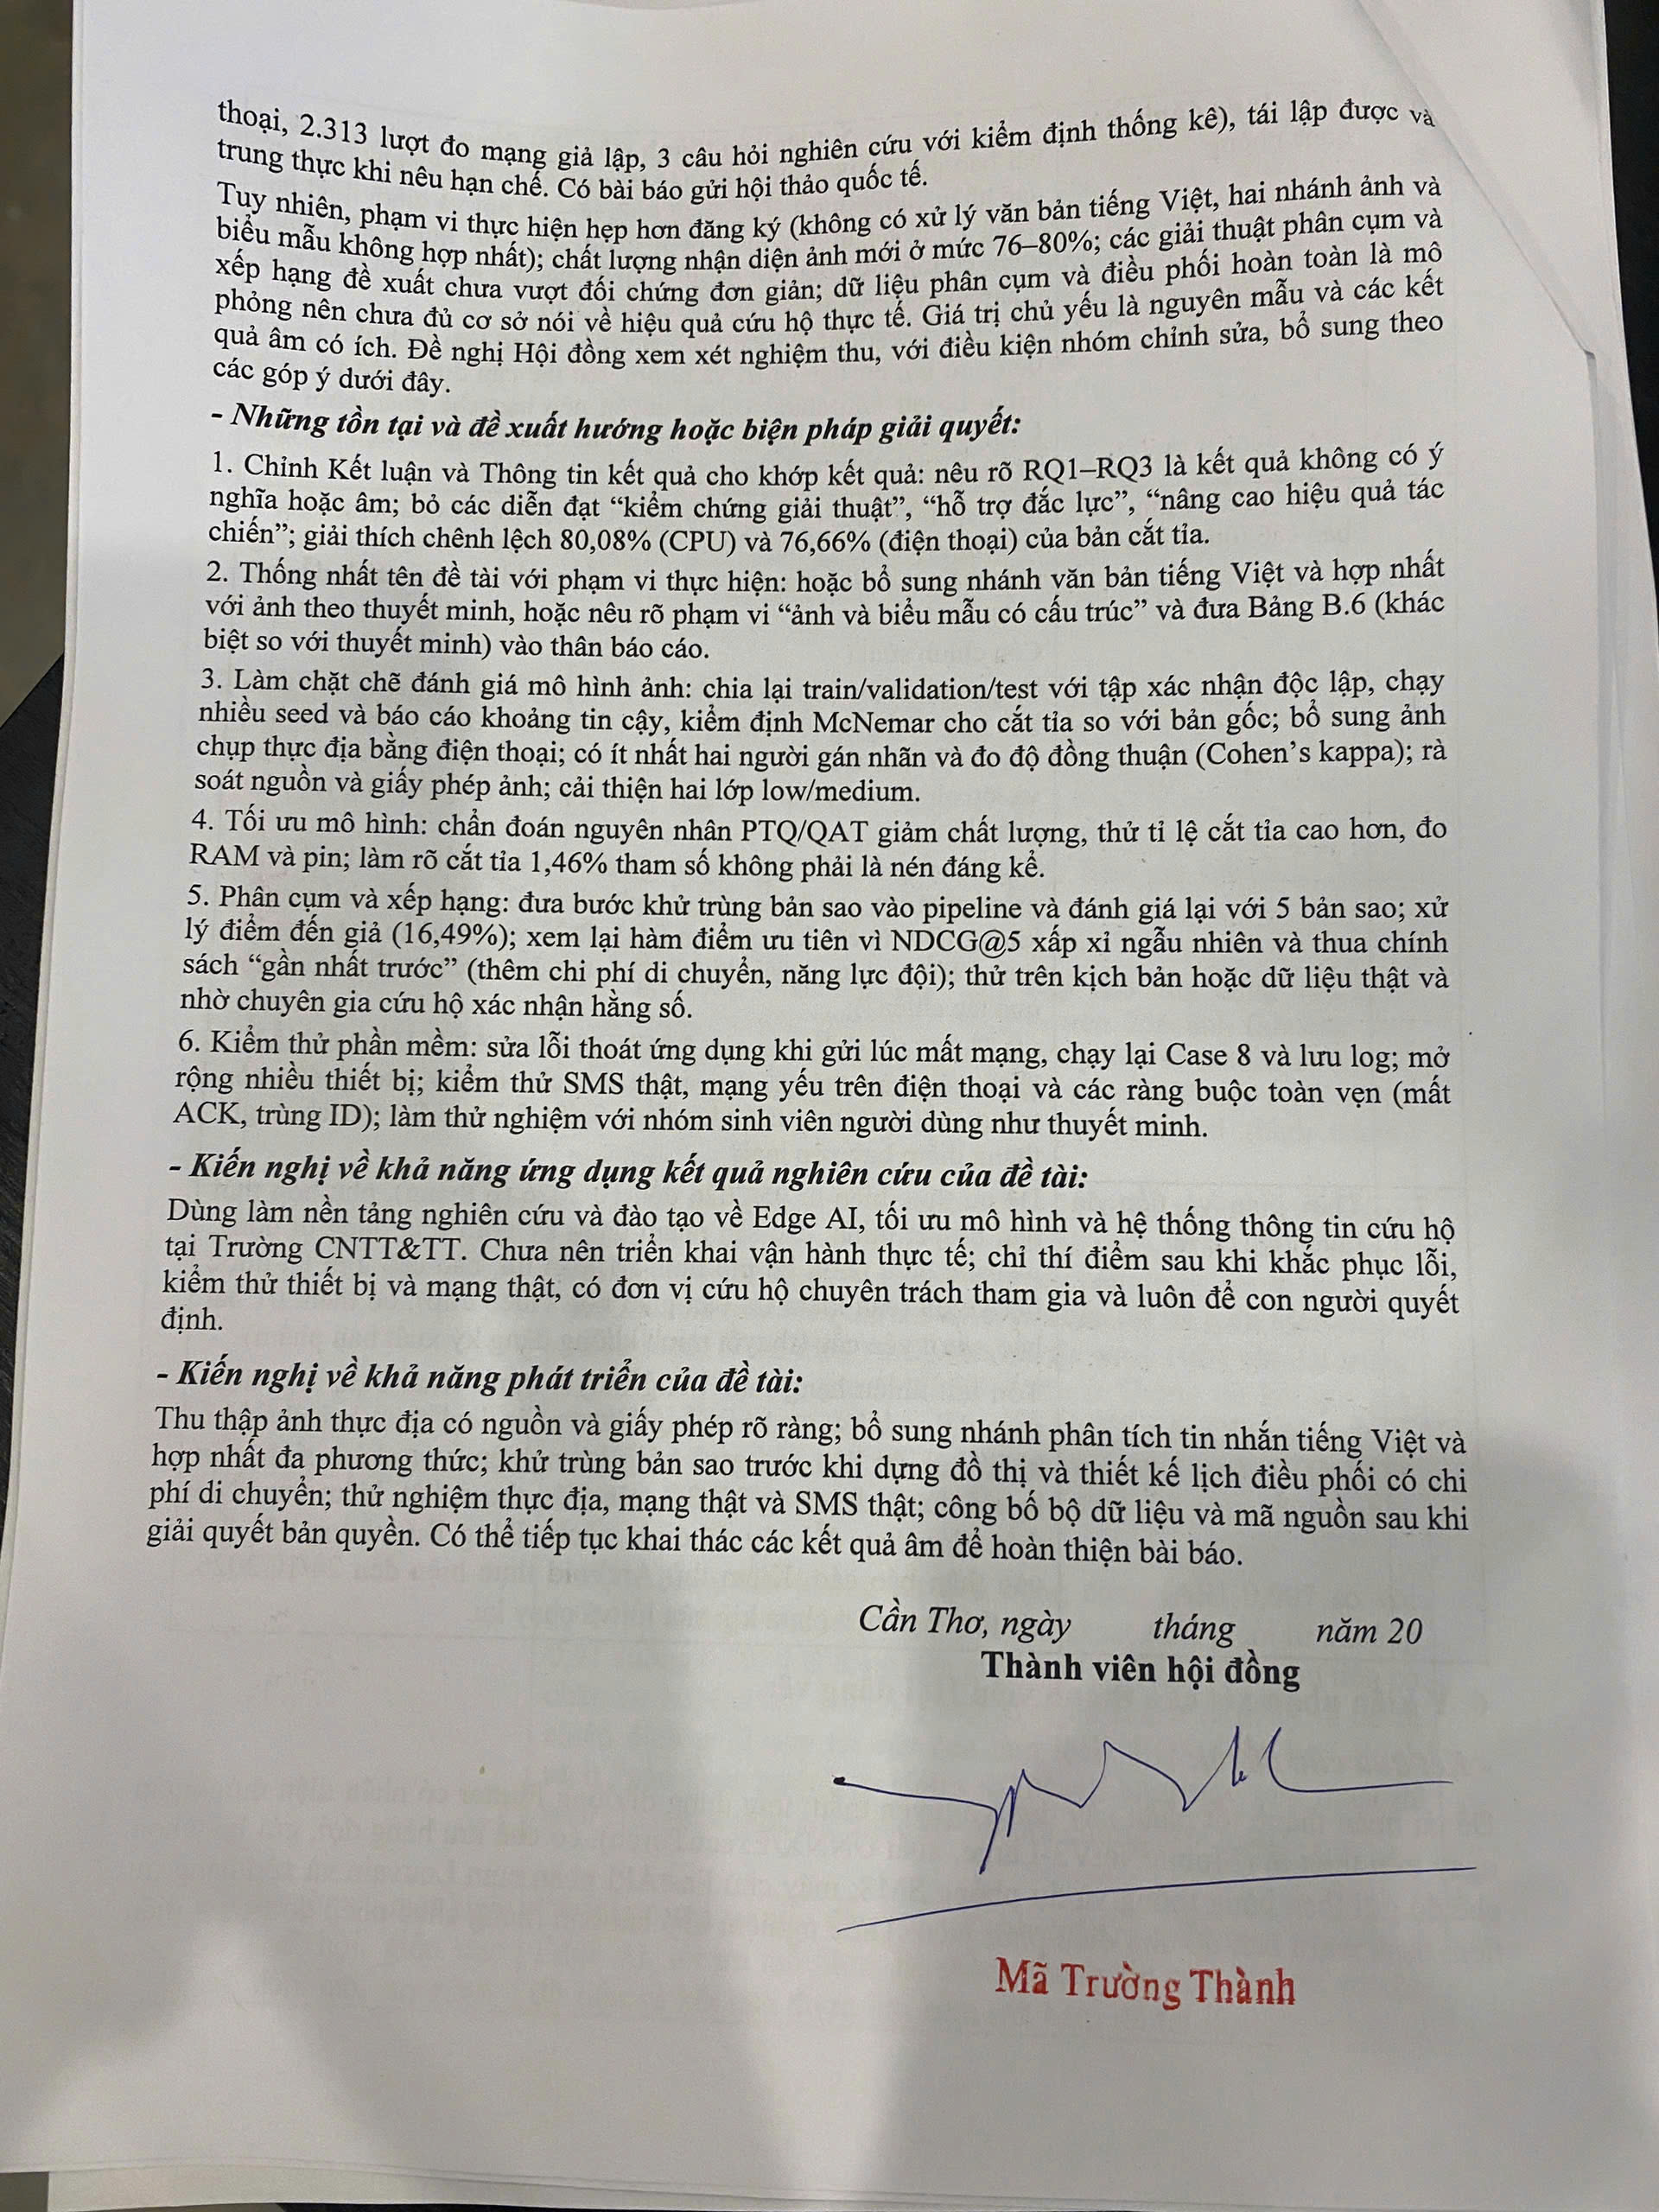 thoại, 2.313 lượt đo mạng giả lập, 3 câu hỏi nghiên cứu với kiểm định thống kê), tái lập được và
trung thực khi nêu hạn chế. Có bài báo gửi hội thảo quốc tế.
Tuy nhiên, phạm vi thực hiện hẹp hơn đăng ký (không có xử lý văn bản tiếng Việt, hai nhánh ảnh và
biểu mẫu không hợp nhất); chất lượng nhận diện ảnh mới ở mức 76–80%; các giải thuật phân cụm và
xếp hạng đề xuất chưa vượt đối chứng đơn giản; dữ liệu phân cụm và điều phối hoàn toàn là mô
phỏng nên chưa đủ cơ sở nói về hiệu quả cứu hộ thực tế. Giá trị chủ yếu là nguyên mẫu và các kết
quả âm có ích. Đề nghị Hội đồng xem xét nghiệm thu, với điều kiện nhóm chỉnh sửa, bổ sung theo
các góp ý dưới đây.
- Những tồn tại và đề xuất hướng hoặc biện pháp giải quyết:
1. Chỉnh Kết luận và Thông tin kết quả cho khớp kết quả: nêu rõ RQ1–RQ3 là kết quả không có ý
nghĩa hoặc âm; bỏ các diễn đạt “kiểm chứng giải thuật”, “hỗ trợ đắc lực”, “nâng cao hiệu quả tác
chiến”; giải thích chênh lệch 80,08% (CPU) và 76,66% (điện thoại) của bản cắt tỉa.
2. Thống nhất tên đề tài với phạm vi thực hiện: hoặc bổ sung nhánh văn bản tiếng Việt và hợp nhất
với ảnh theo thuyết minh, hoặc nêu rõ phạm vi “ảnh và biểu mẫu có cấu trúc” và đưa Bảng B.6 (khác
biệt so với thuyết minh) vào thân báo cáo.
3. Làm chặt chẽ đánh giá mô hình ảnh: chia lại train/validation/test với tập xác nhận độc lập, chạy
nhiều seed và báo cáo khoảng tin cậy, kiểm định McNemar cho cắt tỉa so với bản gốc; bổ sung ảnh
chụp thực địa bằng điện thoại; có ít nhất hai người gán nhãn và đo độ đồng thuận (Cohen’s kappa); rà
soát nguồn và giấy phép ảnh; cải thiện hai lớp low/medium.
4. Tối ưu mô hình: chẩn đoán nguyên nhân PTQ/QAT giảm chất lượng, thử tỉ lệ cắt tỉa cao hơn, đo
RAM và pin; làm rõ cắt tỉa 1,46% tham số không phải là nén đáng kể.
5. Phân cụm và xếp hạng: đưa bước khử trùng bản sao vào pipeline và đánh giá lại với 5 bản sao; xử
lý điểm đến giả (16,49%); xem lại hàm điểm ưu tiên vì NDCG@5 xấp xỉ ngẫu nhiên và thua chính
sách “gần nhất trước” (thêm chi phí di chuyển, năng lực đội); thử trên kịch bản hoặc dữ liệu thật và
nhờ chuyên gia cứu hộ xác nhận hằng số.
6. Kiểm thử phần mềm: sửa lỗi thoát ứng dụng khi gửi lúc mất mạng, chạy lại Case 8 và lưu log; mở
rộng nhiều thiết bị; kiểm thử SMS thật, mạng yếu trên điện thoại và các ràng buộc toàn vẹn (mất
ACK, trùng ID); làm thử nghiệm với nhóm sinh viên người dùng như thuyết minh.
- Kiến nghị về khả năng ứng dụng kết quả nghiên cứu của đề tài:
Dùng làm nền tảng nghiên cứu và đào tạo về Edge AI, tối ưu mô hình và hệ thống thông tin cứu hộ
tại Trường CNTT&TT. Chưa nên triển khai vận hành thực tế; chỉ thí điểm sau khi khắc phục lỗi,
kiểm thử thiết bị và mạng thật, có đơn vị cứu hộ chuyên trách tham gia và luôn để con người quyết
định.
- Kiến nghị về khả năng phát triển của đề tài:
Thu thập ảnh thực địa có nguồn và giấy phép rõ ràng; bổ sung nhánh phân tích tin nhắn tiếng Việt và
hợp nhất đa phương thức; khử trùng bản sao trước khi dựng đồ thị và thiết kế lịch điều phối có chi
phí di chuyển; thử nghiệm thực địa, mạng thật và SMS thật; công bố bộ dữ liệu và mã nguồn sau khi
giải quyết bản quyền. Có thể tiếp tục khai thác các kết quả âm để hoàn thiện bài báo.
Cần Thơ, ngày tháng năm 20
Thành viên hội đồng
Mã Trường Thành